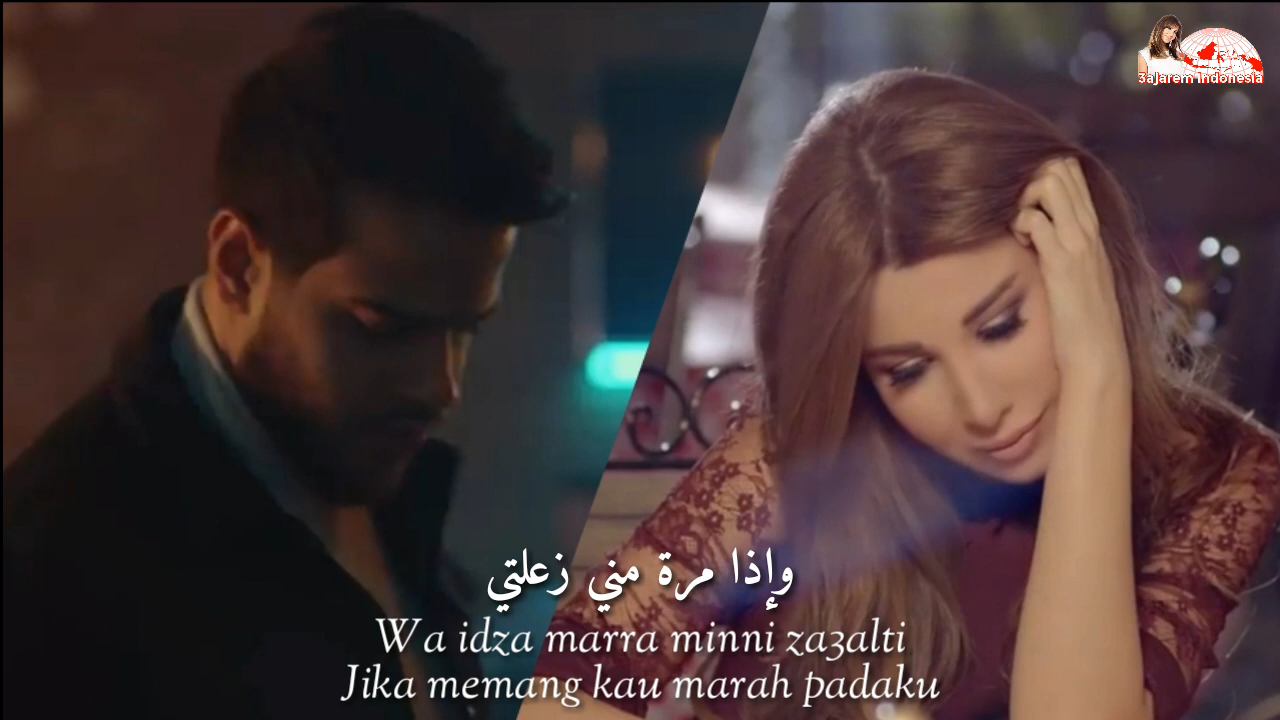 3ajarem Indonesia
وإذا مرة مني زعلتي
Wa idza marra minni za3alti
Jika memang kau marah padaku